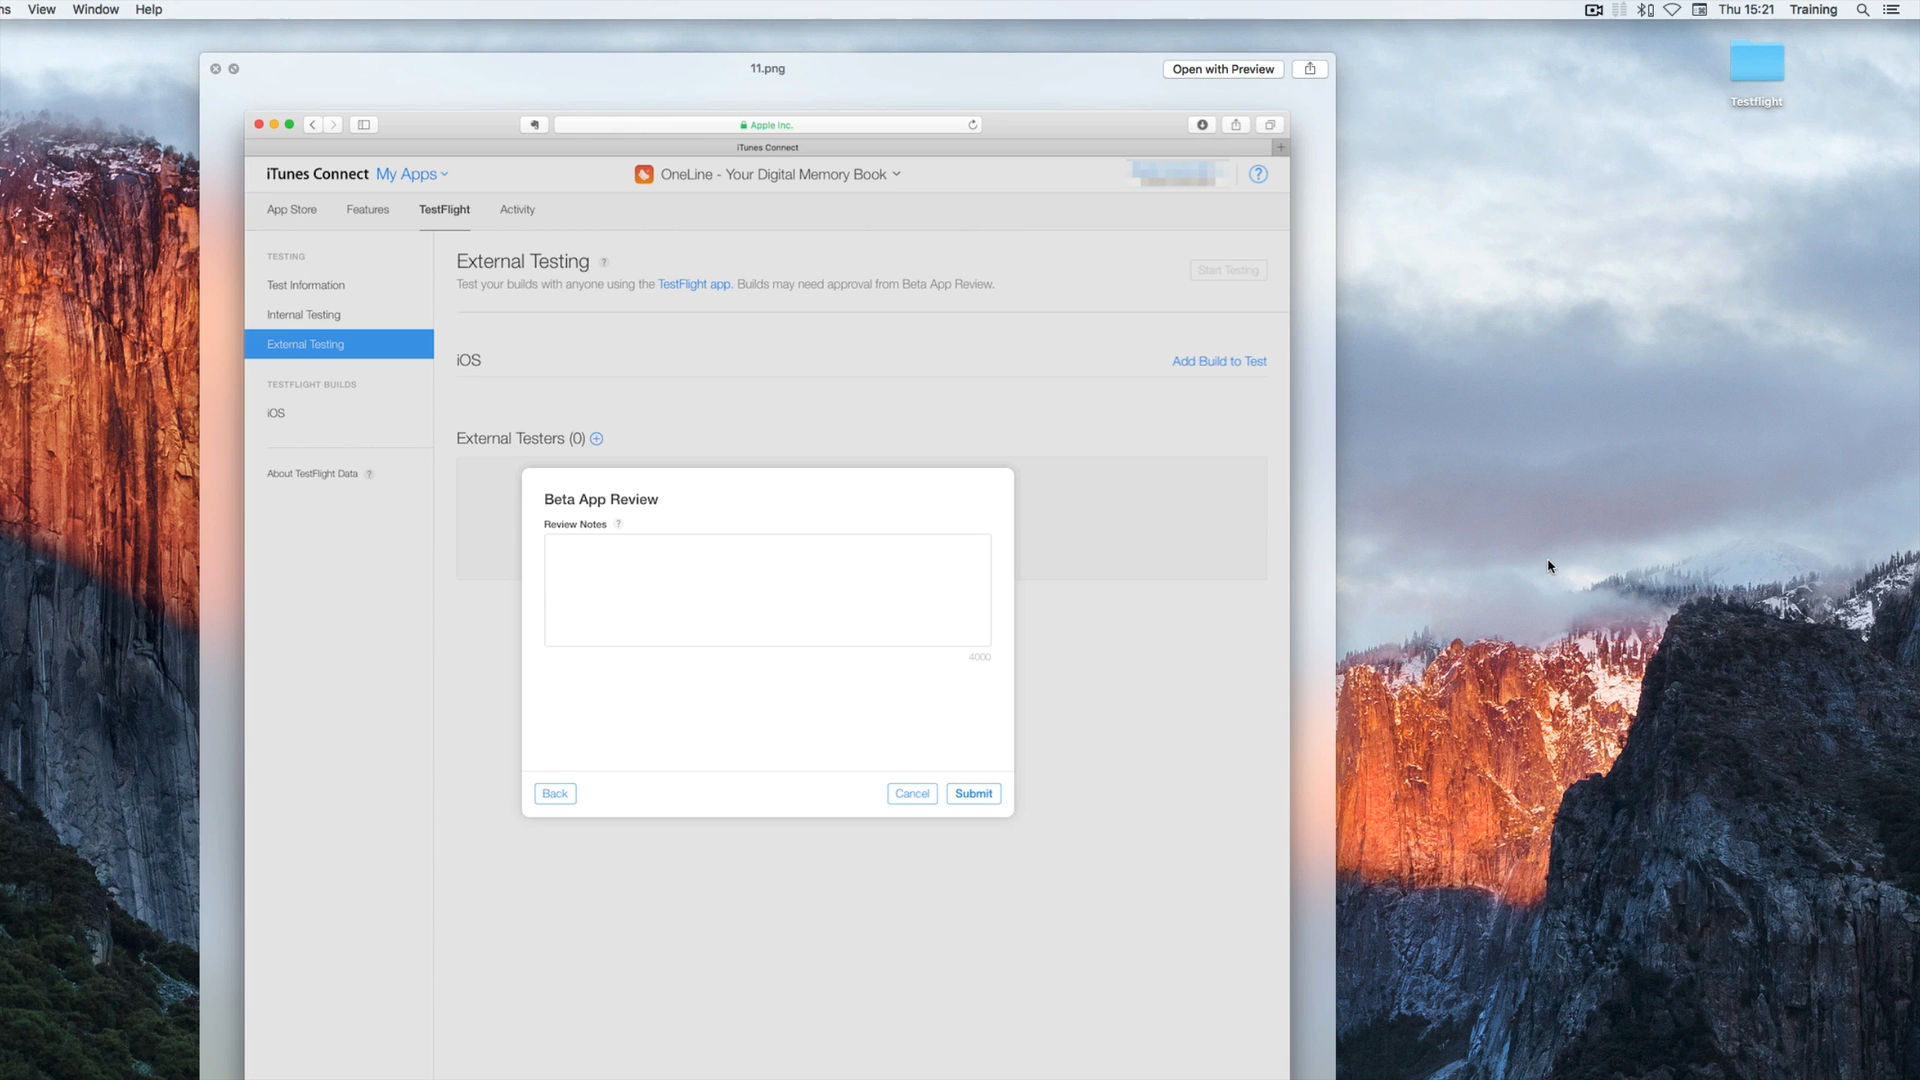 ns View Window Help
Thu 15:21 Training
11.png
Open with Preview
Testflight
Apple Inc.
iTunes Connect
iTunes Connect My Apps
OneLine - Your Digital Memory Book
?
App Store Features TestFlight Activity
TESTING
Test Information
Internal Testing
External Testing
TESTFLIGHT BUILDS
iOS
About TestFlight Data ?
External Testing ?
Start Testing
Test your builds with anyone using the TestFlight app. Builds may need approval from Beta App Review.
iOS
Add Build to Test
External Testers (0)
Beta App Review
Review Notes ?
4000
Back
Cancel
Submit